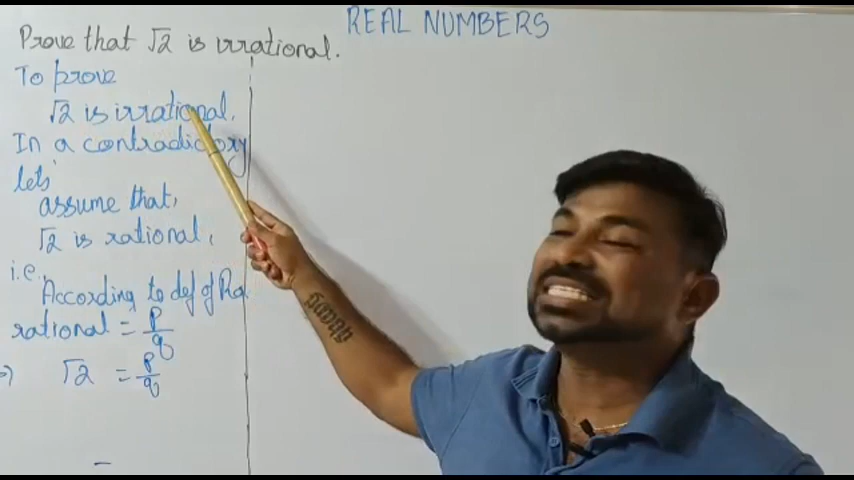 REAL NUMBERS
Prove that √2 is irrational.
To prove
√2 is irrational.
In a contradictory
lets
assume that,
√2 is rational,
i.e.,
According to def of Ra
rational = p/q
√2 = p/q